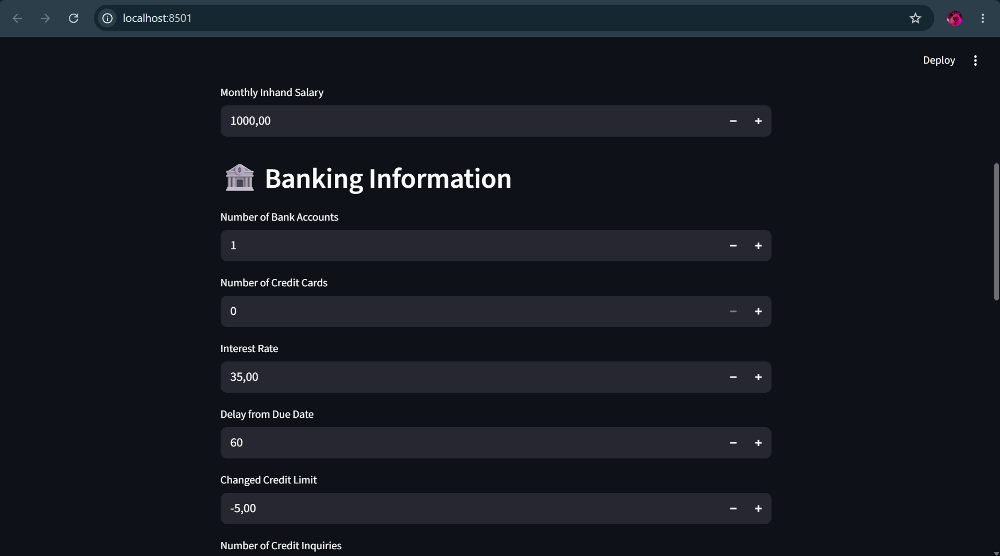 localhost:8501
Deploy
Monthly Inhand Salary
1000,00
Banking Information
Number of Bank Accounts
1
Number of Credit Cards
0
Interest Rate
35,00
Delay from Due Date
60
Changed Credit Limit
-5,00
Number of Credit Inquiries